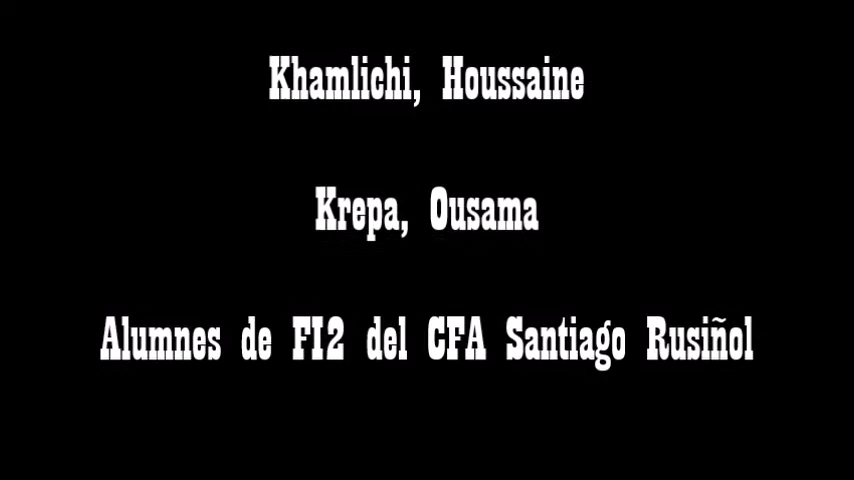 Khamlichi, Houssaine
Krepa, Ousama
Alumnes de FI2 del CFA Santiago Rusiñol